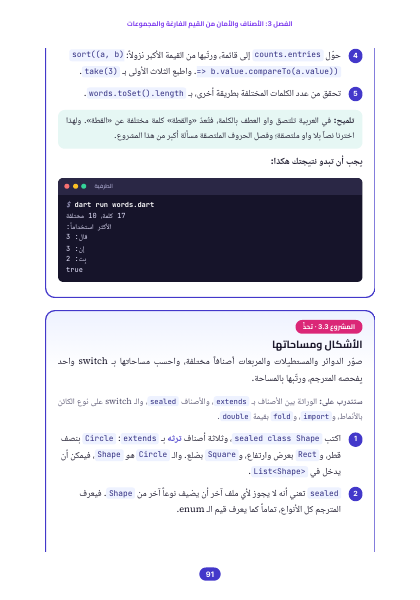 الفصل 3: الأصناف والأمان من القيم الفارغة والمجموعات
4 حوّل counts.entries إلى قائمة، ورتّبها من القيمة الأكبر نزولًا: sort((a, b)
=> b.value.compareTo(a.value)). واطبع الثلاث الأولى بـ take(3) .
5 تحقق من عدد الكلمات المختلفة بطريقة أخرى، بـ words.toSet().length .
تلميح: في العربية تلتصق واو العطف بالكلمة، فتُعدّ «والقطة» كلمة مختلفة عن «القطة». ولهذا
اخترنا نصاً بلا واو ملتصقة؛ وفصل الحروف الملتصقة مسألة أكبر من هذا المشروع.
يجب أن تبدو نتيجتك هكذا:
الطرفية
$ dart run words.dart
17 كلمة، 10 مختلفة
الأكثر استخداماً:
قال: 3
إن: 3
بنت: 2
true
المشروع 3.3 · تحدٍّ
الأشكال ومساحاتها
صوّر الدوائر والمستطيلات والمربعات أصنافاً مختلفة، واحسب مساحاتها بـ switch واحد
يفحصه المترجم، ورتّبها بالمساحة.
ستتدرب على: الوراثة بين الأصناف بـ extends ، والأصناف sealed ، والـ switch على نوع الكائن
بالأنماط، و import ، و fold بقيمة double .
1 اكتب sealed class Shape ، وثلاثة أصناف ترثه بـ extends : Circle بنصف
قطر، و Rect بعرض وارتفاع، و Square بضلع. والـ Circle هو Shape ، فيمكن أن
يدخل في List<Shape> .
2 sealed تعني أنه لا يجوز لأي ملف آخر أن يضيف نوعاً آخر من Shape . فيعرف
المترجم كل الأنواع، تماماً كما يعرف قيم الـ enum.
91